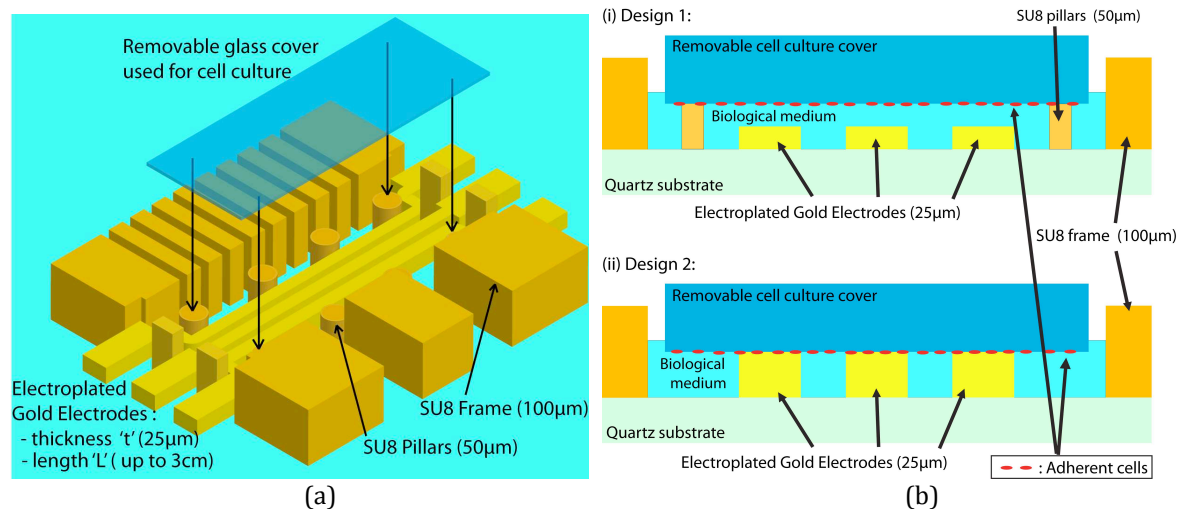 Removable glass cover
used for cell culture
Electroplated
Gold Electrodes :
- thickness ‘t’ (25μm)
- length ‘L’ ( up to 3cm)
SU8 Frame (100μm)
SU8 Pillars (50μm)
(a)
(i) Design 1:
SU8 pillars (50μm)
Removable cell culture cover
Biological medium
Quartz substrate
Electroplated Gold Electrodes (25μm)
SU8 frame (100μm)
(ii) Design 2:
Removable cell culture cover
Biological
medium
Quartz substrate
Electroplated Gold Electrodes (25μm)
: Adherent cells
(b)